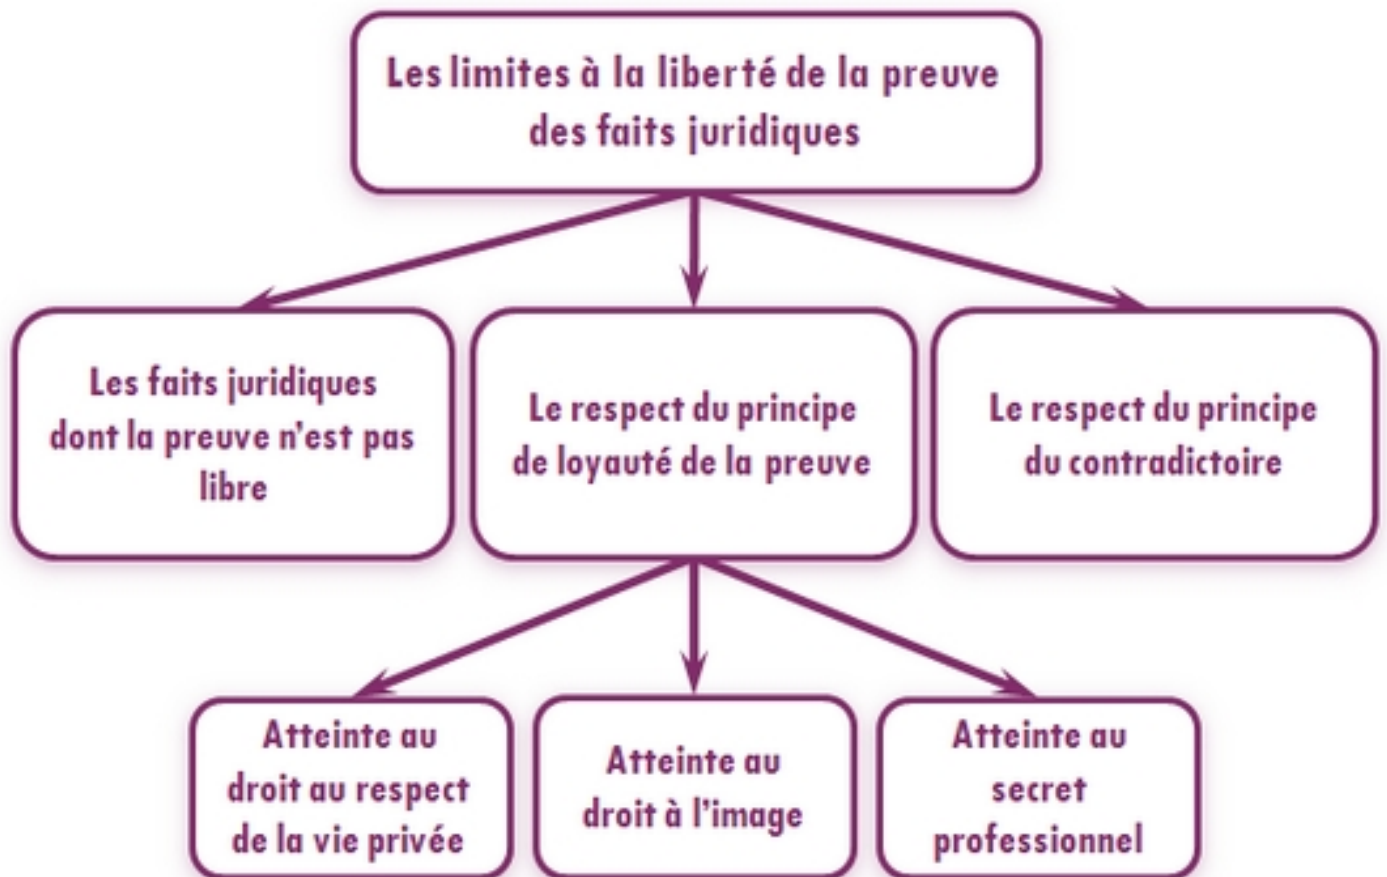 Les limites à la liberté de la preuve
des faits juridiques
Les faits juridiques
dont la preuve n'est pas
libre
Le respect du principe
de loyauté de la preuve
Le respect du principe
du contradictoire
Atteinte au
droit au respect
de la vie privée
Atteinte au
droit à l'image
Atteinte au
secret
professionnel